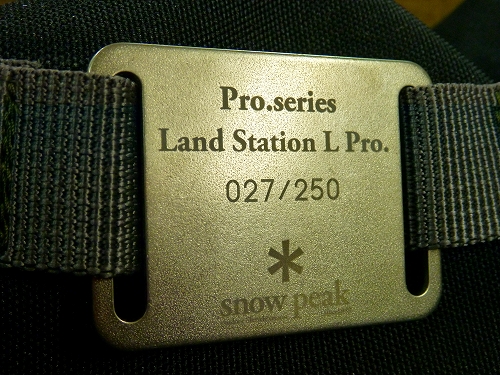 Pro.series
Land Station L Pro.
027/250
snow peak